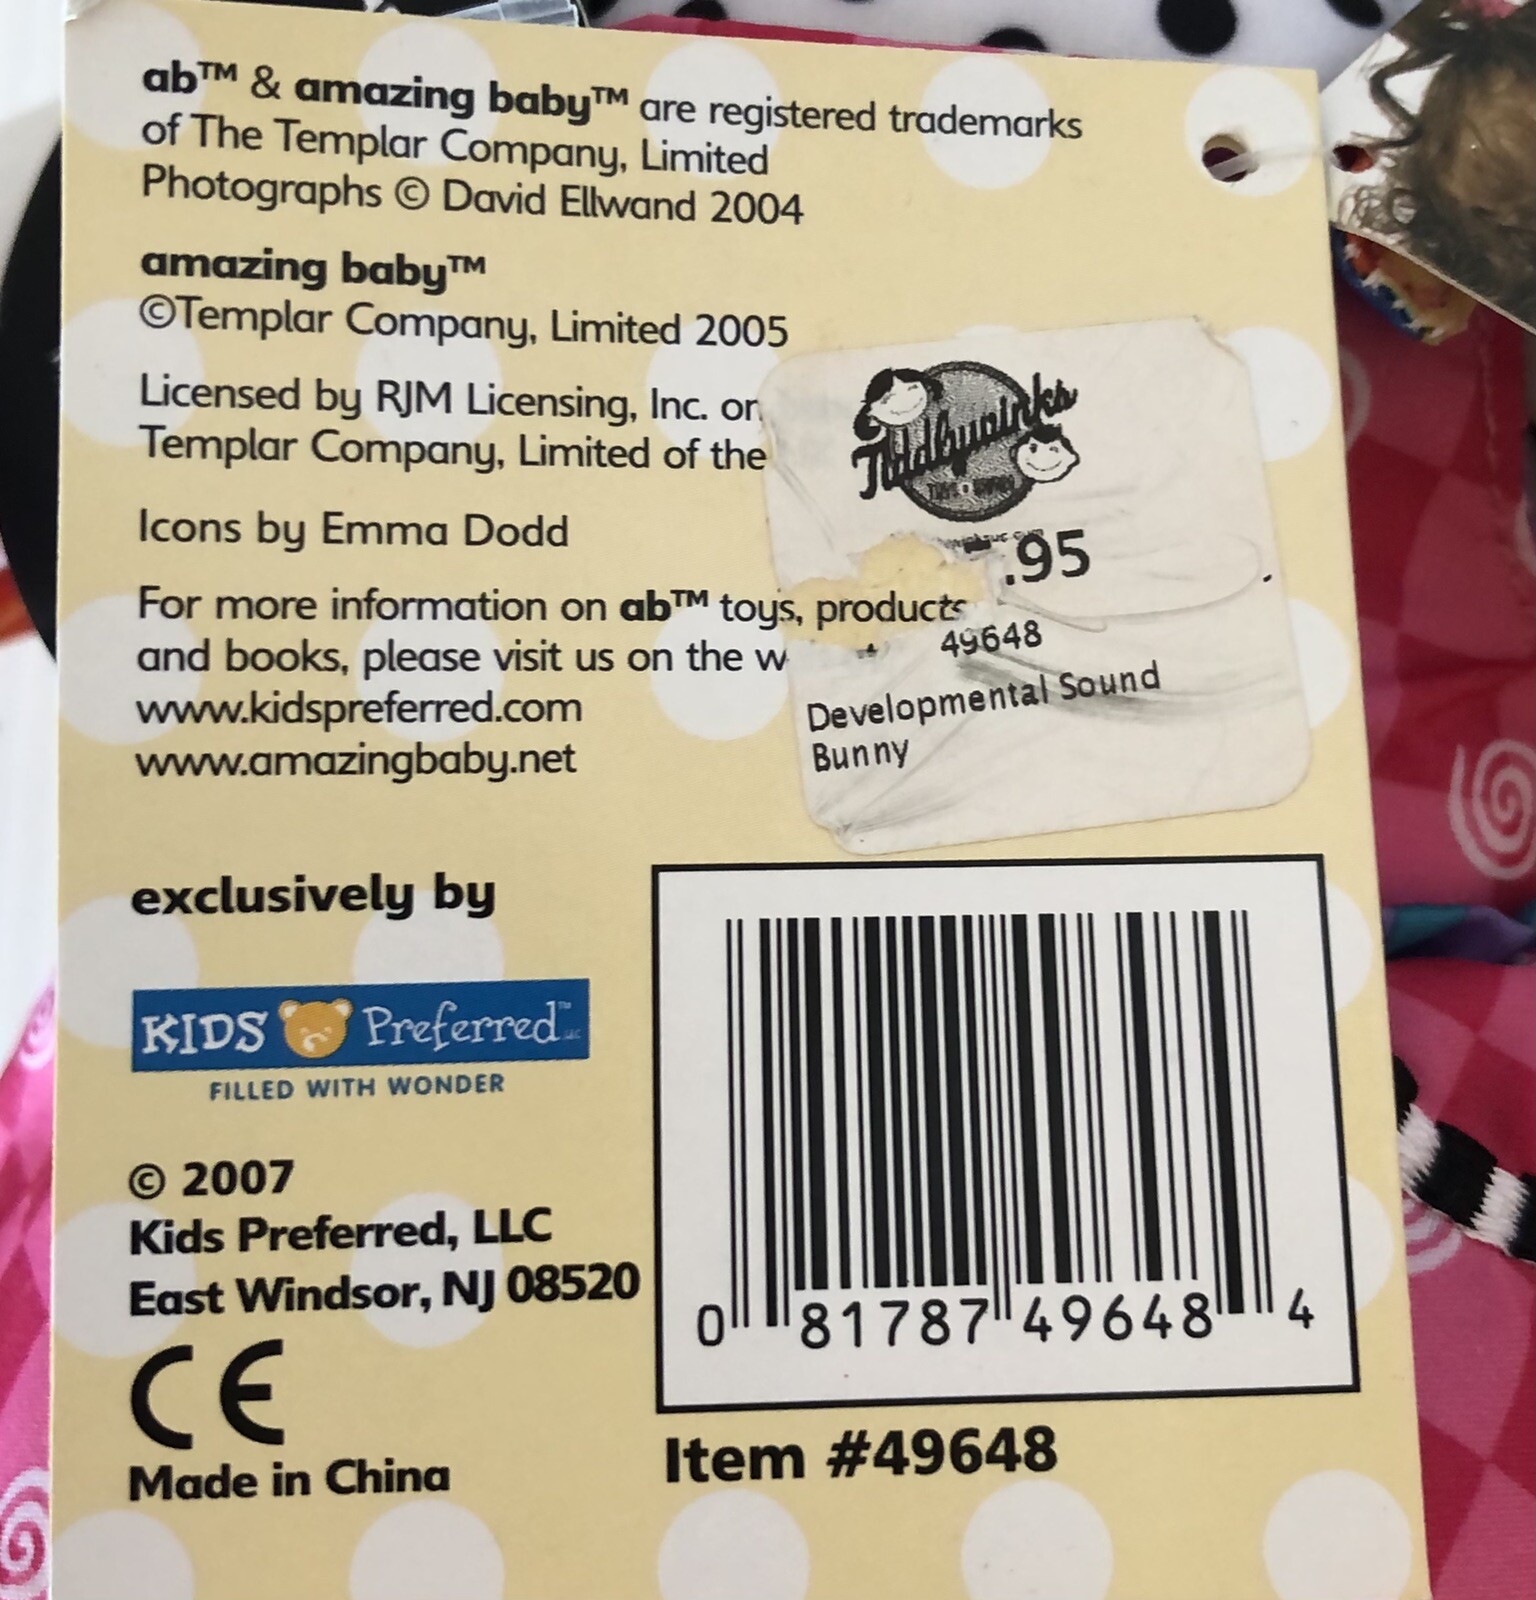 ab™ & amazing baby™ are registered trademarks
of The Templar Company, Limited
Photographs © David Ellwand 2004
amazing baby™
©Templar Company, Limited 2005
Licensed by RJM Licensing, Inc. on
Templar Company, Limited of the
Icons by Emma Dodd
For more information on ab™ toys, products
and books, please visit us on the w
www.kidspreferred.com
www.amazingbaby.net
Tiddlywinks
.95
49648
Developmental Sound
Bunny
exclusively by
KIDS Preferred™
FILLED WITH WONDER
© 2007
Kids Preferred, LLC
East Windsor, NJ 08520
CE
Made in China
0 81787 49648 4
Item #49648